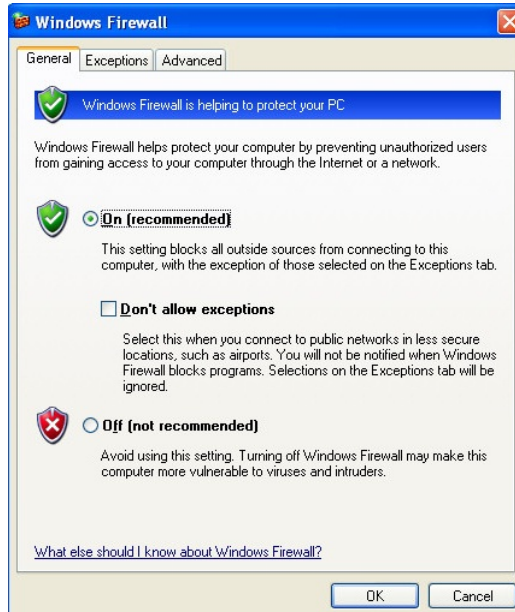 Windows Firewall
General Exceptions Advanced
Windows Firewall is helping to protect your PC
Windows Firewall helps protect your computer by preventing unauthorized users
from gaining access to your computer through the Internet or a network.
On (recommended)
This setting blocks all outside sources from connecting to this
computer, with the exception of those selected on the Exceptions tab.
Don't allow exceptions
Select this when you connect to public networks in less secure
locations, such as airports. You will not be notified when Windows
Firewall blocks programs. Selections on the Exceptions tab will be
ignored.
Off (not recommended)
Avoid using this setting. Turning off Windows Firewall may make this
computer more vulnerable to viruses and intruders.
What else should I know about Windows Firewall?
OK Cancel